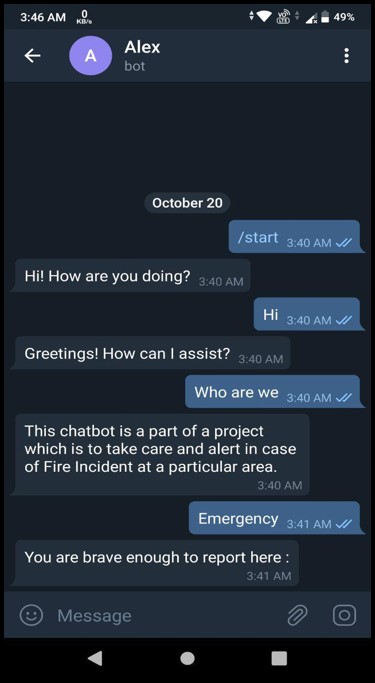 3:46 AM 0 KB/s VO LTE 49%
A Alex
bot
October 20
/start 3:40 AM
Hi! How are you doing? 3:40 AM
Hi 3:40 AM
Greetings! How can I assist? 3:40 AM
Who are we 3:40 AM
This chatbot is a part of a project
which is to take care and alert in case
of Fire Incident at a particular area.
3:40 AM
Emergency 3:41 AM
You are brave enough to report here :
3:41 AM
Message